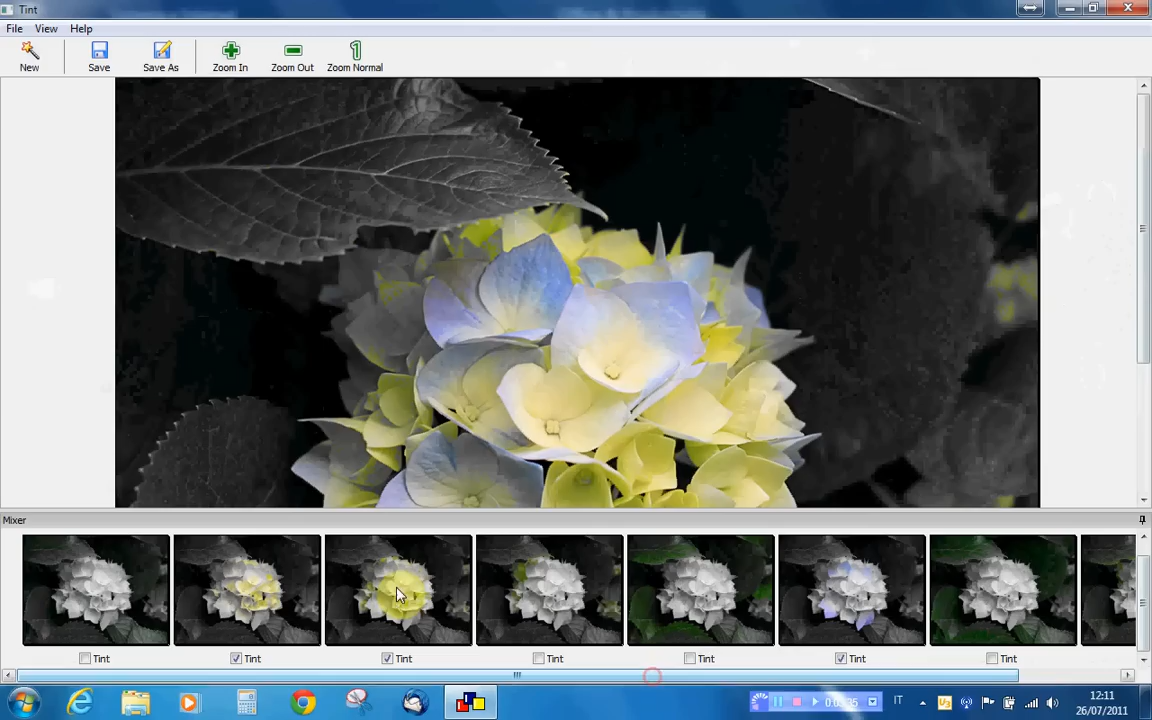 Tint
File View Help
New Save Save As Zoom In Zoom Out 1 Zoom Normal
Mixer
Tint Tint Tint Tint Tint Tint Tint
IT 12:11
26/07/2011